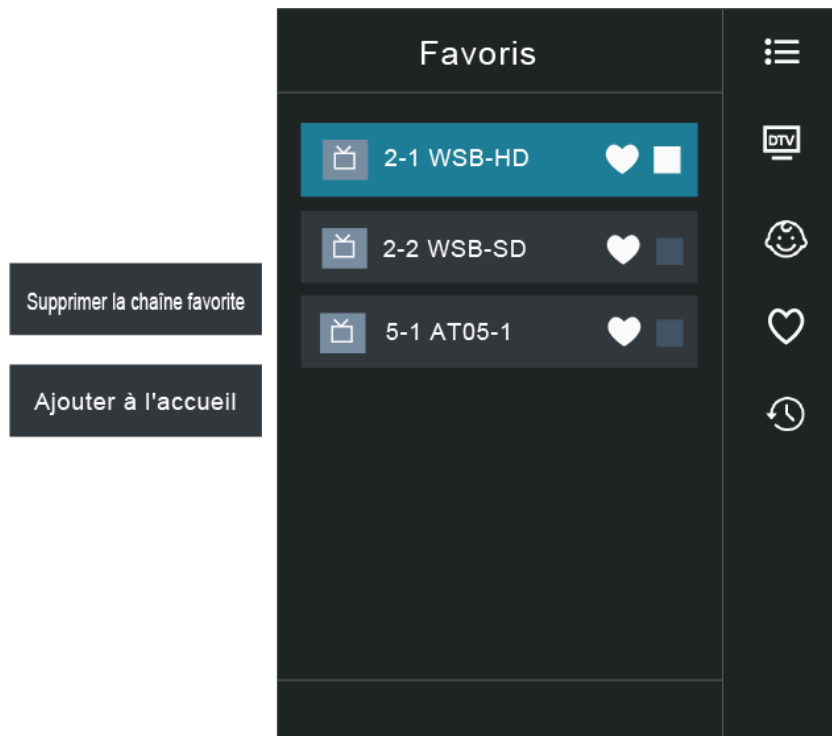 Favoris
DTV
2-1 WSB-HD
2-2 WSB-SD
5-1 AT05-1
Supprimer la chaîne favorite
Ajouter à l'accueil